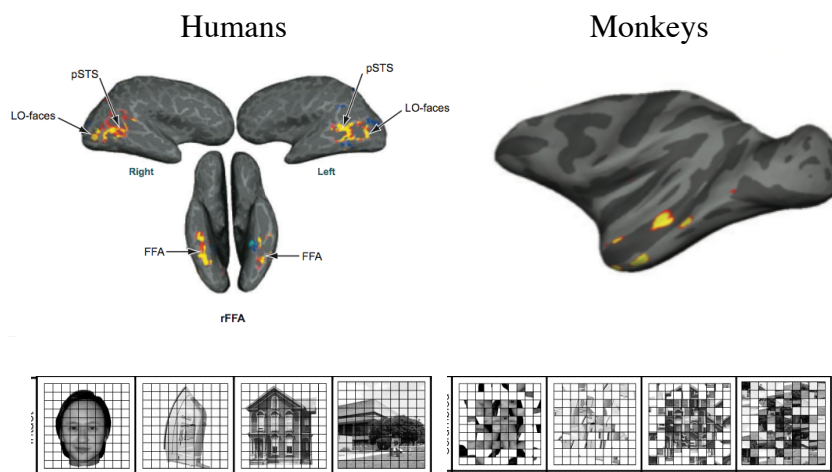 Humans
Monkeys
pSTS
pSTS
LO-faces
LO-faces
Right
Left
FFA
FFA
rFFA